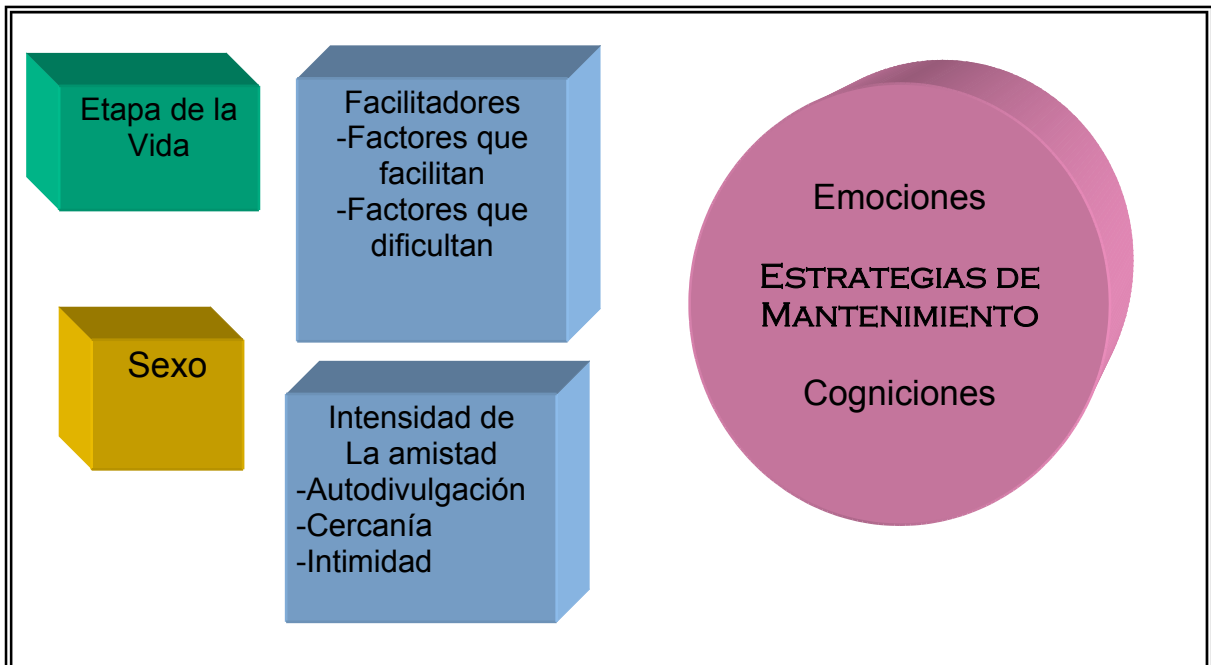 Etapa de la
Vida
Facilitadores
-Factores que
facilitan
-Factores que
dificultan
Sexo
Intensidad de
La amistad
-Autodivulgación
-Cercanía
-Intimidad
Emociones
ESTRATEGIAS DE
MANTENIMIENTO
Cogniciones